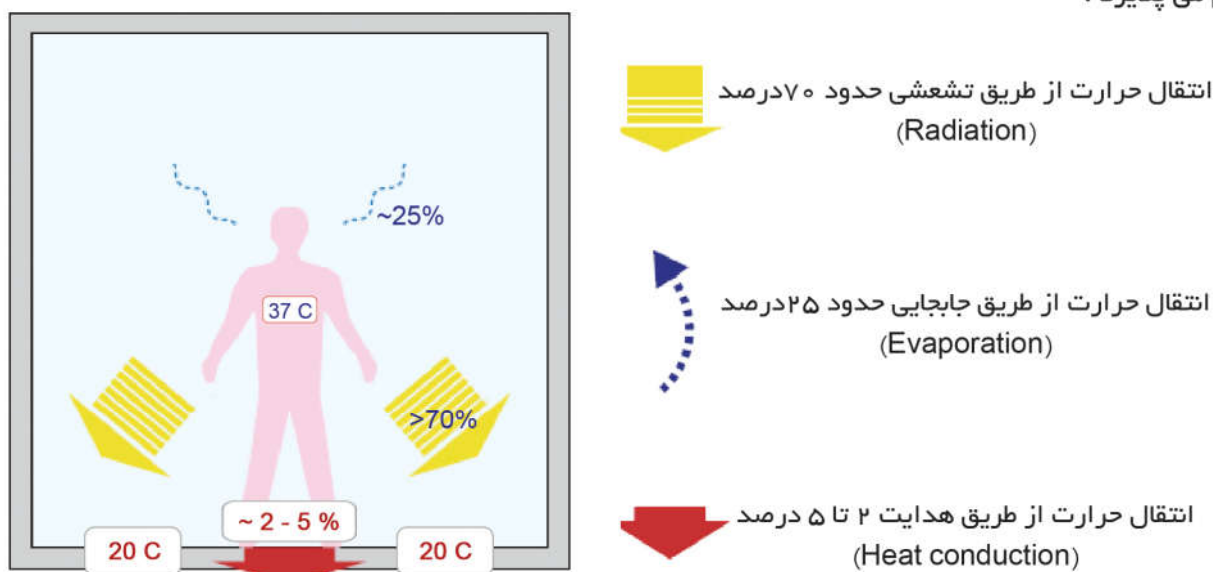 ~25%
37 C
>70%
~ 2 - 5 %
20 C
20 C
انتقال حرارت از طریق تشعشی حدود ۷۰درصد
(Radiation)
انتقال حرارت از طریق جابجایی حدود ۲۵درصد
(Evaporation)
انتقال حرارت از طریق هدایت ۲ تا ۵ درصد
(Heat conduction)